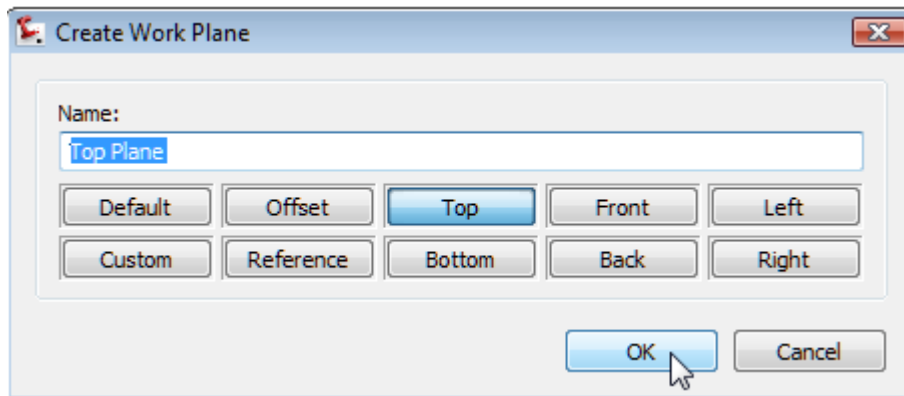 Create Work Plane
Name:
Top Plane
Default Offset Top Front Left
Custom Reference Bottom Back Right
OK Cancel